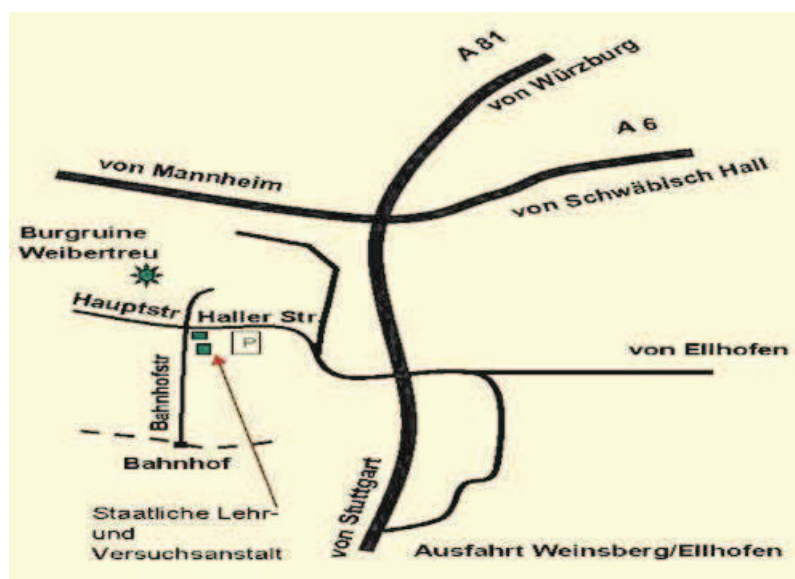 A 81
von Würzburg
A 6
von Mannheim
von Schwäbisch Hall
Burgruine
Weibertreu
Hauptstr
Haller Str.
P
von Ellhofen
Bahnhofstr
Bahnhof
von Stuttgart
Staatliche Lehr-
und
Versuchsanstalt
Ausfahrt Weinsberg/Ellhofen